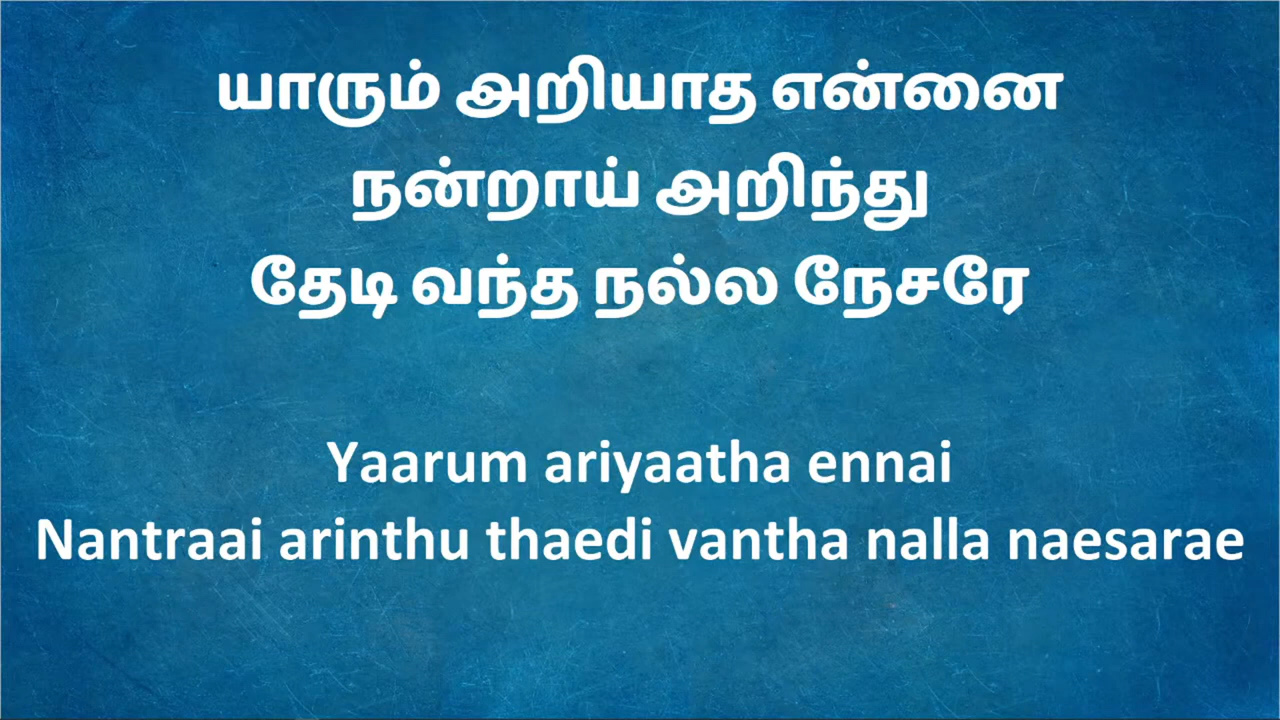 யாரும் அறியாத என்னை
நன்றாய் அறிந்து
தேடி வந்த நல்ல நேசரே
Yaarum ariyaatha ennai
Nantraai arinthu thaedi vantha nalla naesarae